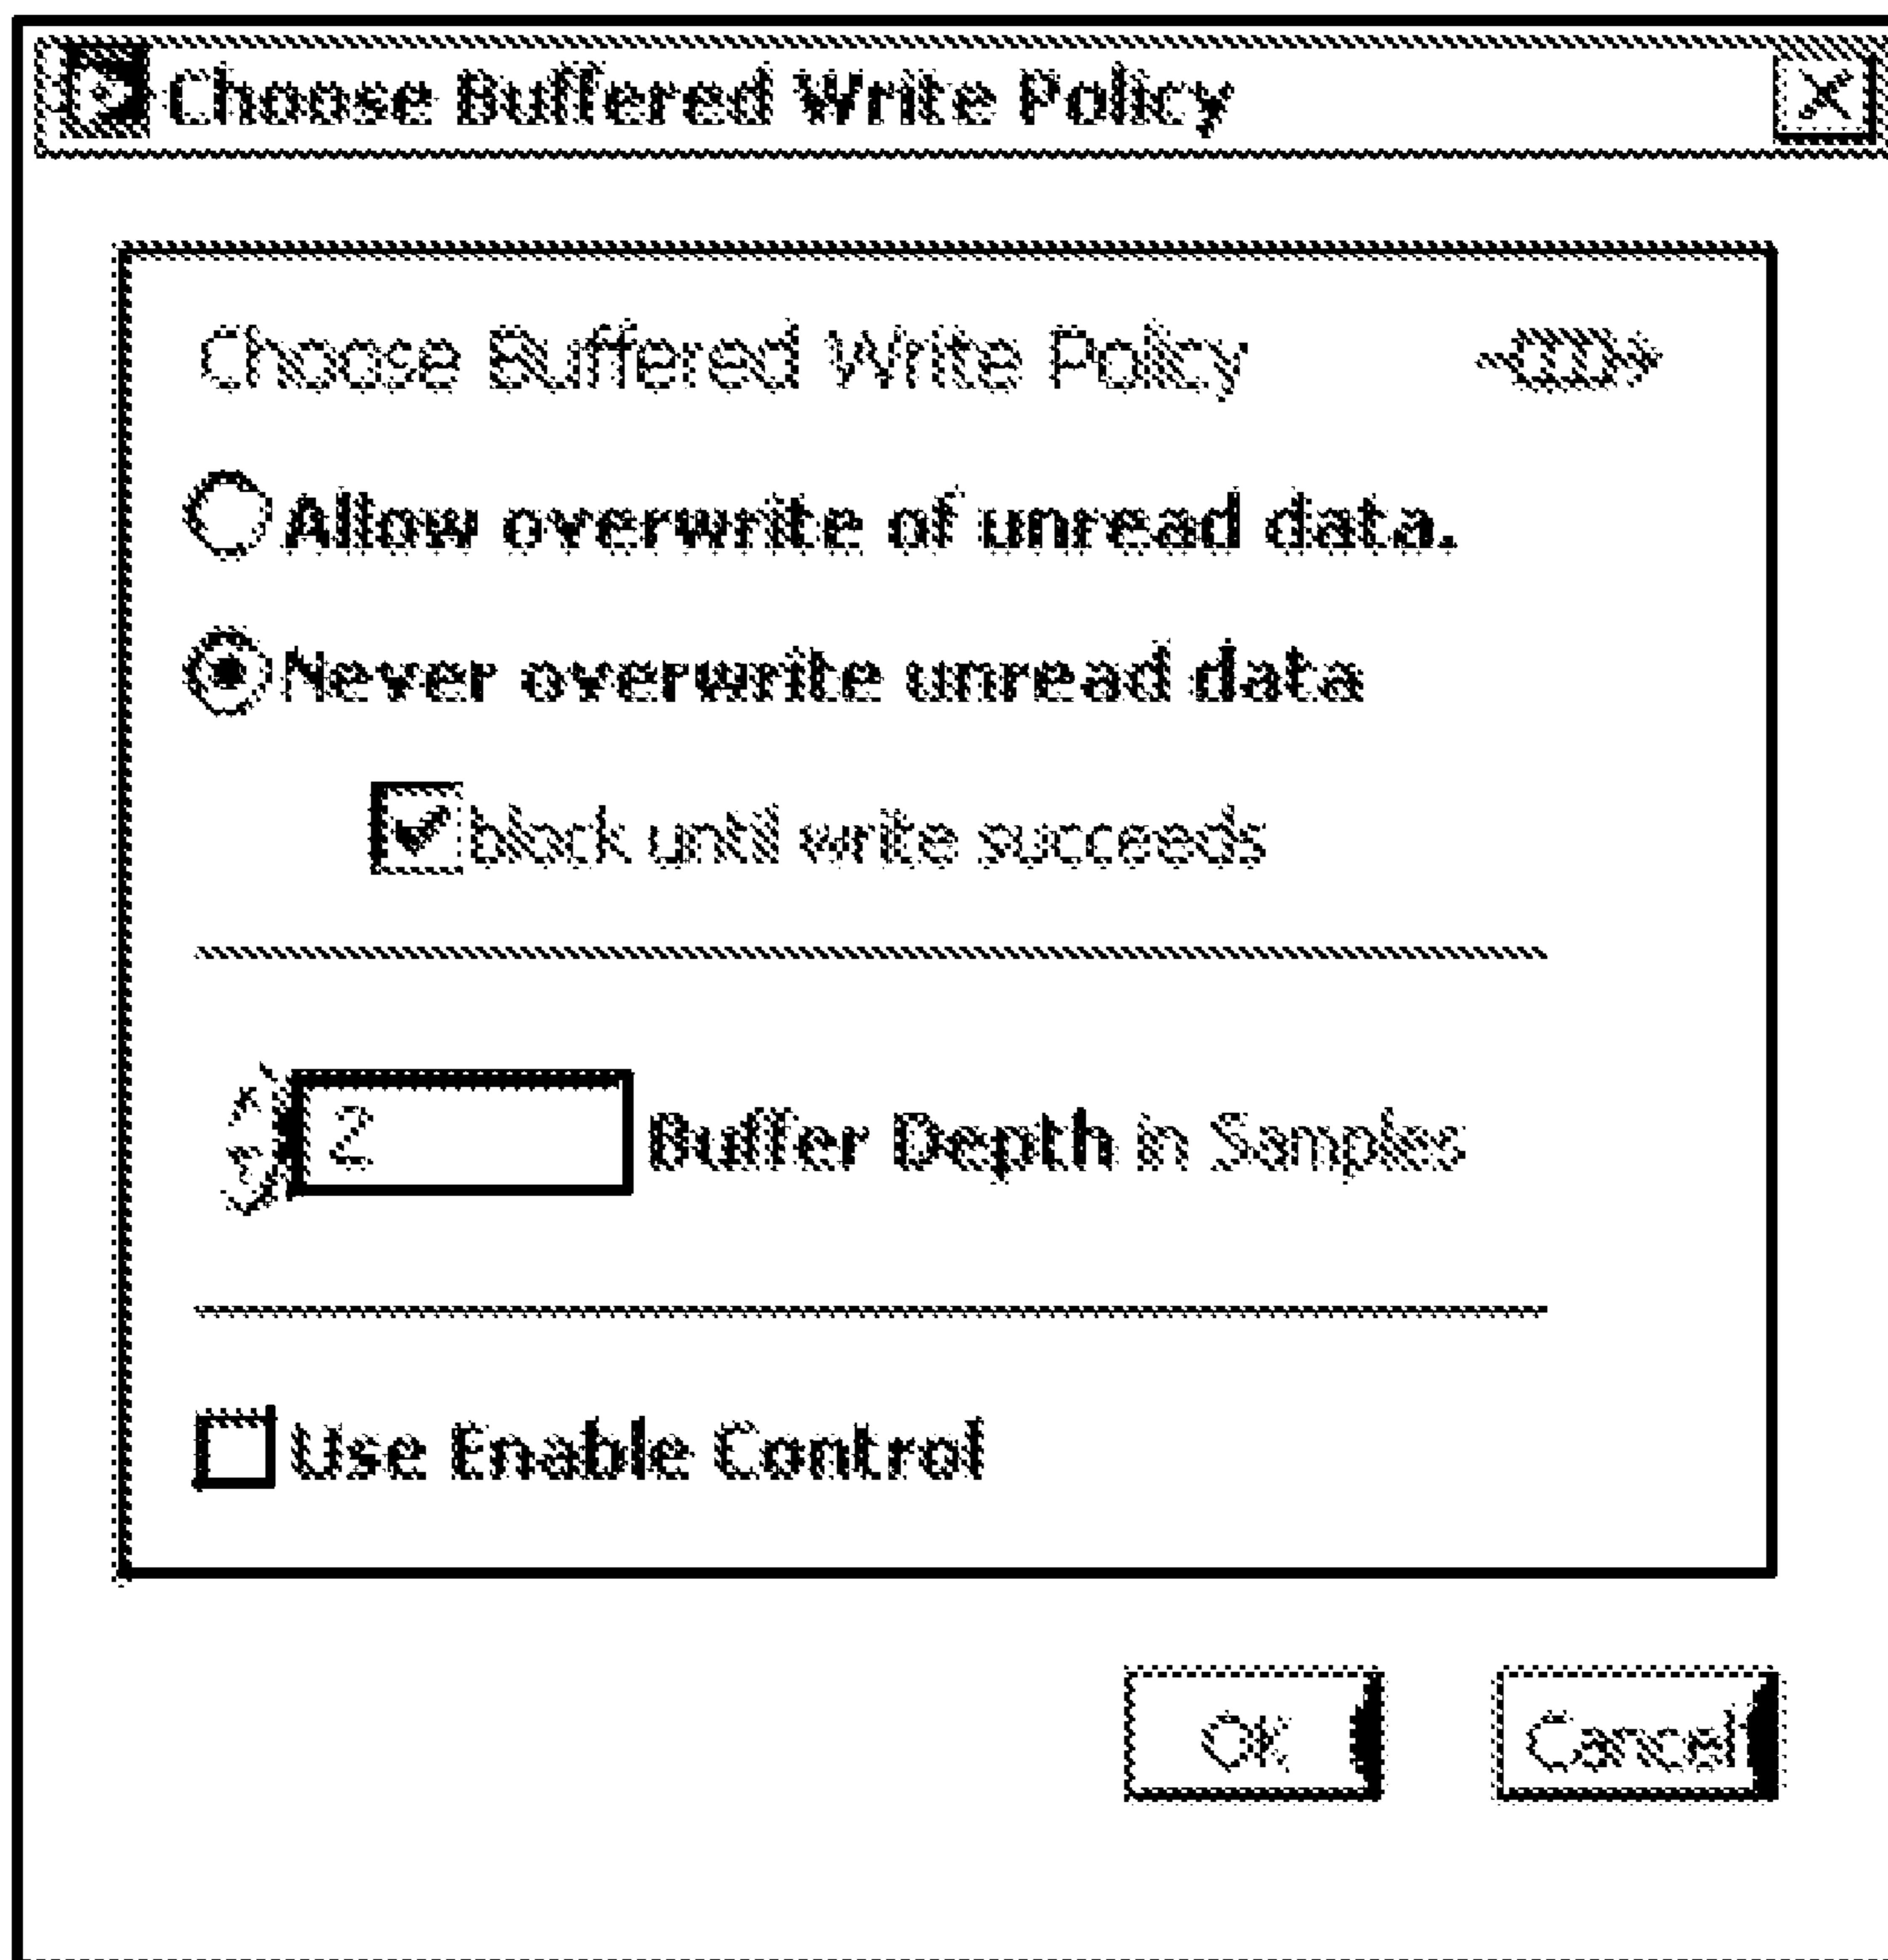 Choose Buffered Write Policy
Choose Buffered Write Policy
Allow overwrite of unread data.
Never overwrite unread data
block until write succeeds
2 Buffer Depth in Samples
Use Enable Control
OK Cancel